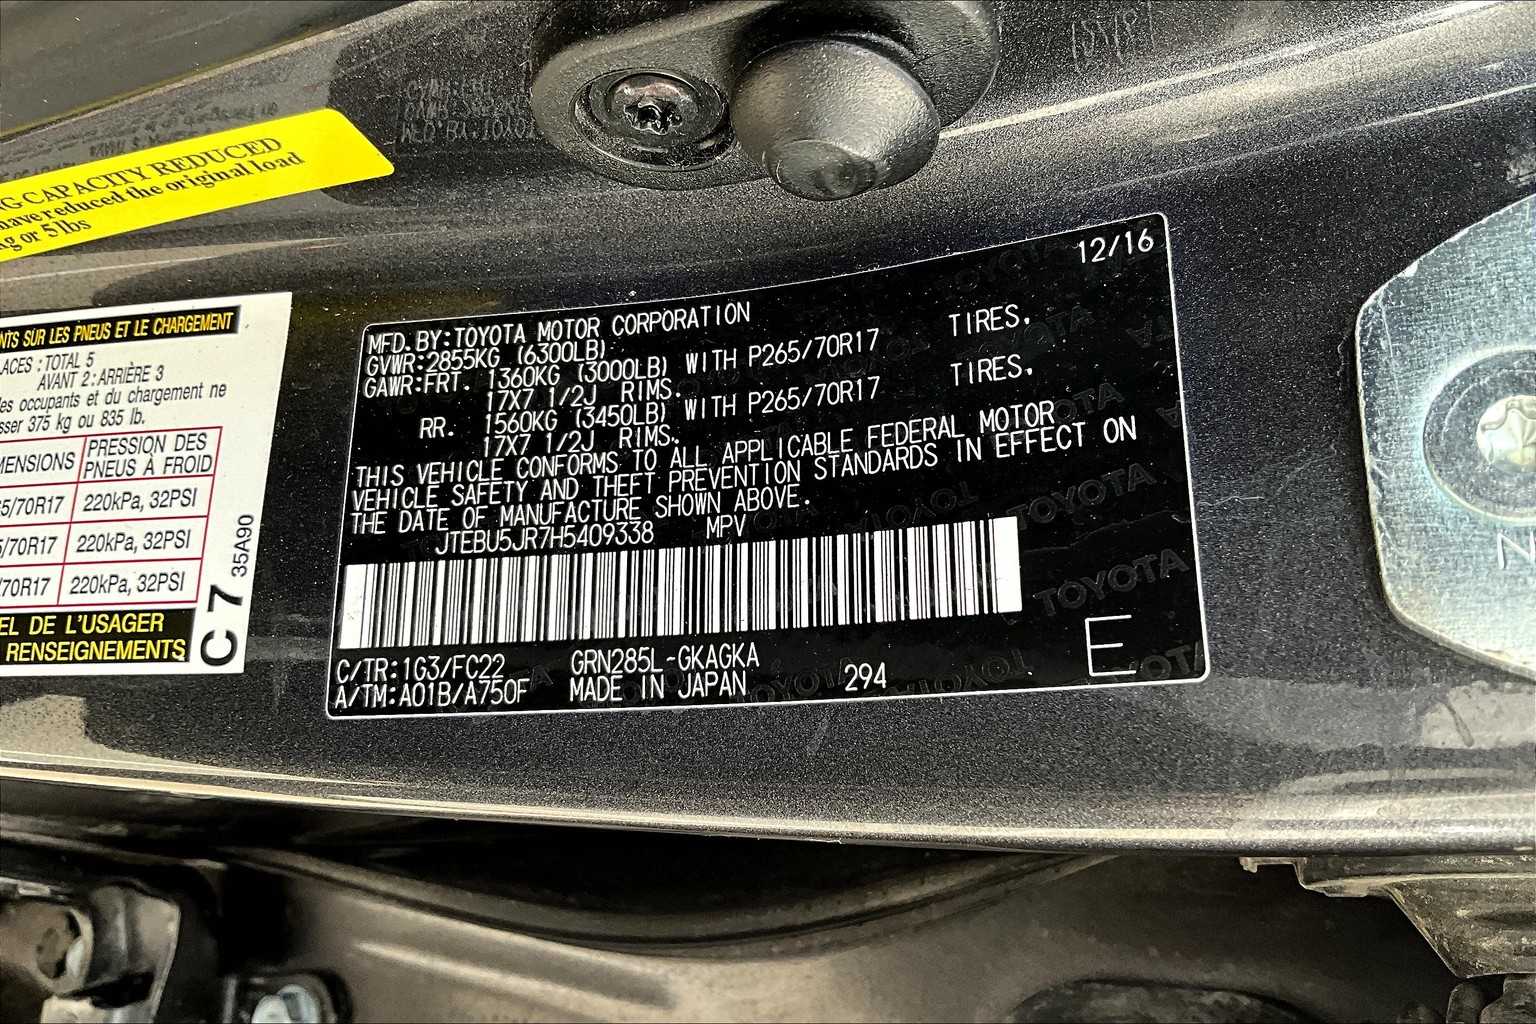 G CAPACITY REDUCED
have reduced the original load
kg or 5 lbs
NTS SUR LES PNEUS ET LE CHARGEMENT
LACES : TOTAL 5
AVANT 2 : ARRIÈRE 3
les occupants et du chargement ne
sser 375 kg ou 835 lb.
MENSIONS PRESSION DES
PNEUS À FROID
5/70R17 220kPa, 32PSI
5/70R17 220kPa, 32PSI
/70R17 220kPa, 32PSI
EL DE L'USAGER
RENSEIGNEMENTS
C 7 35A90
12/16
MFD. BY: TOYOTA MOTOR CORPORATION
GVWR: 2855KG (6300LB)
GAWR: FRT. 1360KG (3000LB) WITH P265/70R17 TIRES,
17X7 1/2J RIMS.
RR. 1560KG (3450LB) WITH P265/70R17 TIRES,
17X7 1/2J RIMS.
THIS VEHICLE CONFORMS TO ALL APPLICABLE FEDERAL MOTOR
VEHICLE SAFETY AND THEFT PREVENTION STANDARDS IN EFFECT ON
THE DATE OF MANUFACTURE SHOWN ABOVE.
JTEBU5JR7H5409338 MPV
C/TR: 1G3/FC22 GRN285L-GKAGKA
A/TM: A01B/A750F MADE IN JAPAN 294
E
TOYOTA